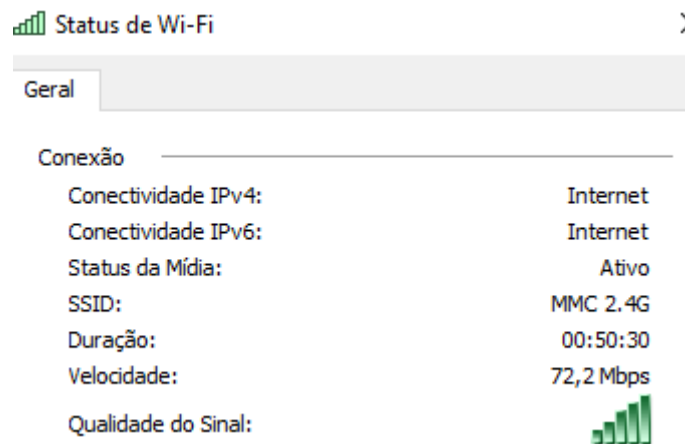 Status de Wi-Fi
Geral
Conexão
Conectividade IPv4: Internet
Conectividade IPv6: Internet
Status da Mídia: Ativo
SSID: MMC 2.4G
Duração: 00:50:30
Velocidade: 72,2 Mbps
Qualidade do Sinal: